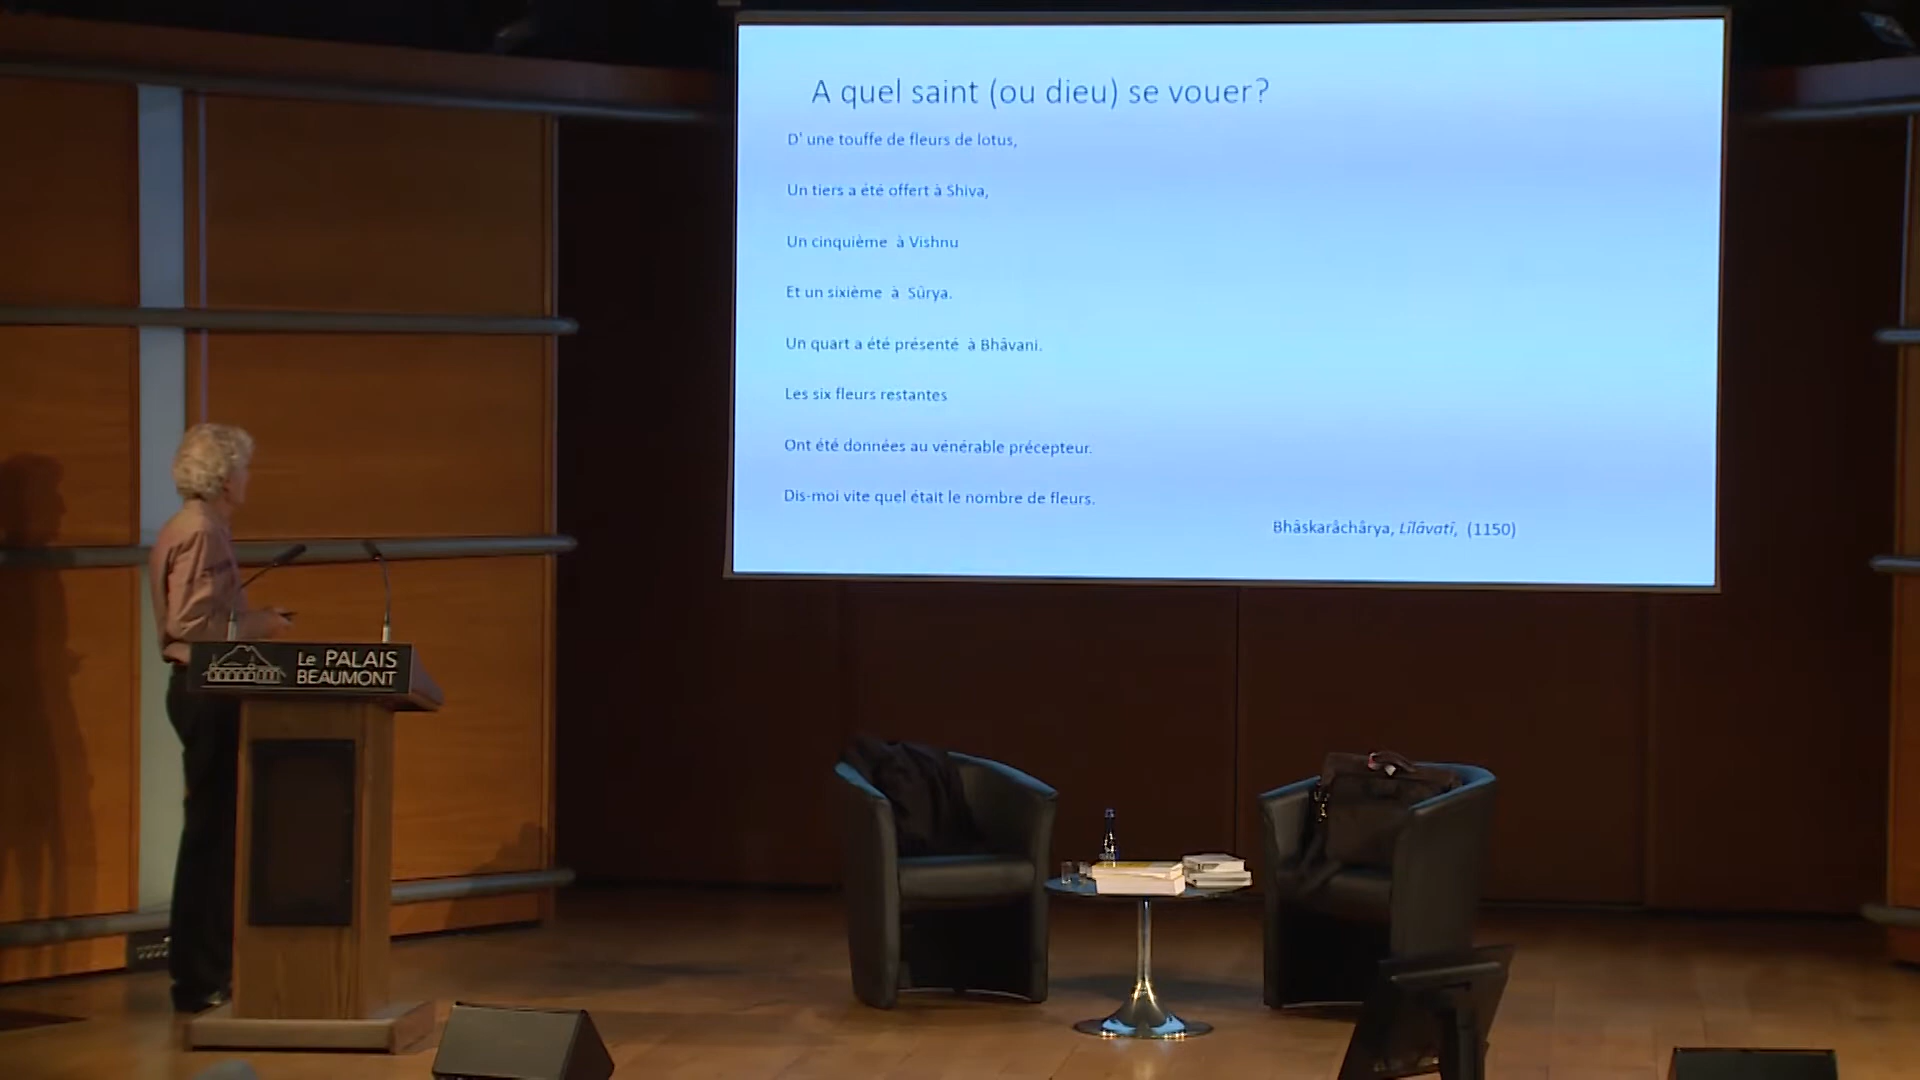 A quel saint (ou dieu) se vouer?
D' une touffe de fleurs de lotus,
Un tiers a été offert à Shiva,
Un cinquième à Vishnu
Et un sixième à Sûrya.
Un quart a été présenté à Bhâvani.
Les six fleurs restantes
Ont été données au vénérable précepteur.
Dis-moi vite quel était le nombre de fleurs.
Bhâskarâchârya, Lîlâvatî, (1150)
Le PALAIS
BEAUMONT